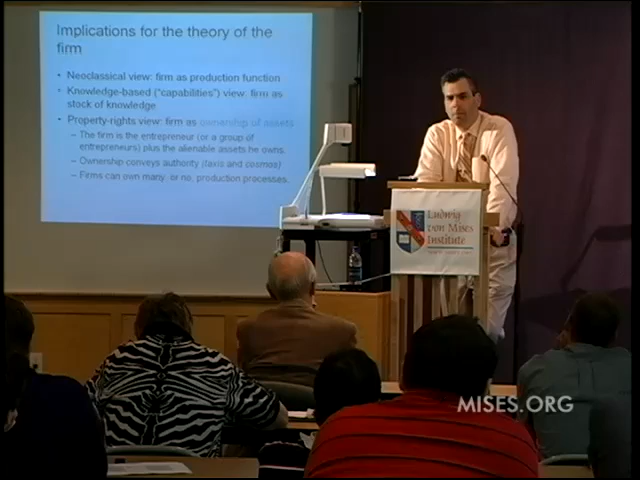 Implications for the theory of the
firm
• Neoclassical view: firm as production function
• Knowledge-based ("capabilities") view: firm as
stock of knowledge
• Property-rights view: firm as ownership of assets
– The firm is the entrepreneur (or a group of
entrepreneurs) plus the alienable assets he owns.
– Ownership conveys authority (taxis and cosmos)
– Firms can own many, or no, production processes.
Ludwig
von Mises
Institute
MISES.ORG